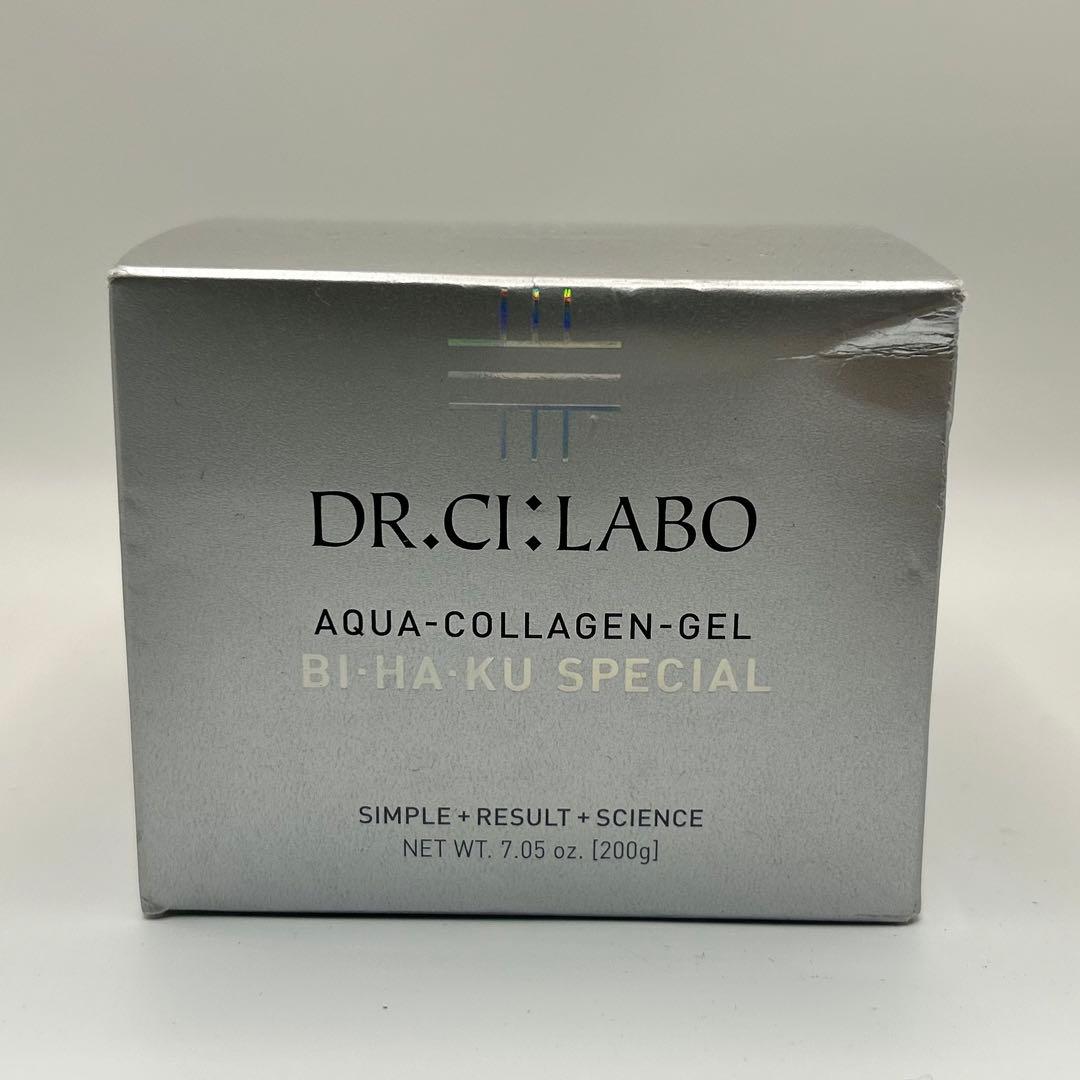 DR.CI:LABO
AQUA-COLLAGEN-GEL
BI·HA·KU SPECIAL
SIMPLE + RESULT + SCIENCE
NET WT. 7.05 oz. [200g]